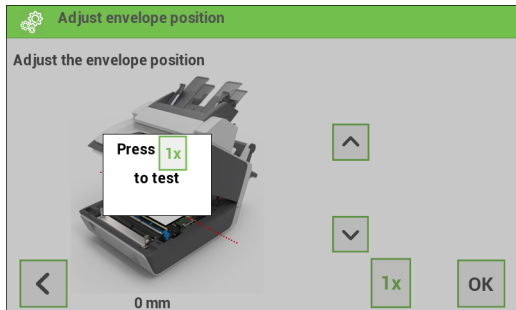 Adjust envelope position
Adjust the envelope position
Press 1x
to test
0 mm
1x
OK